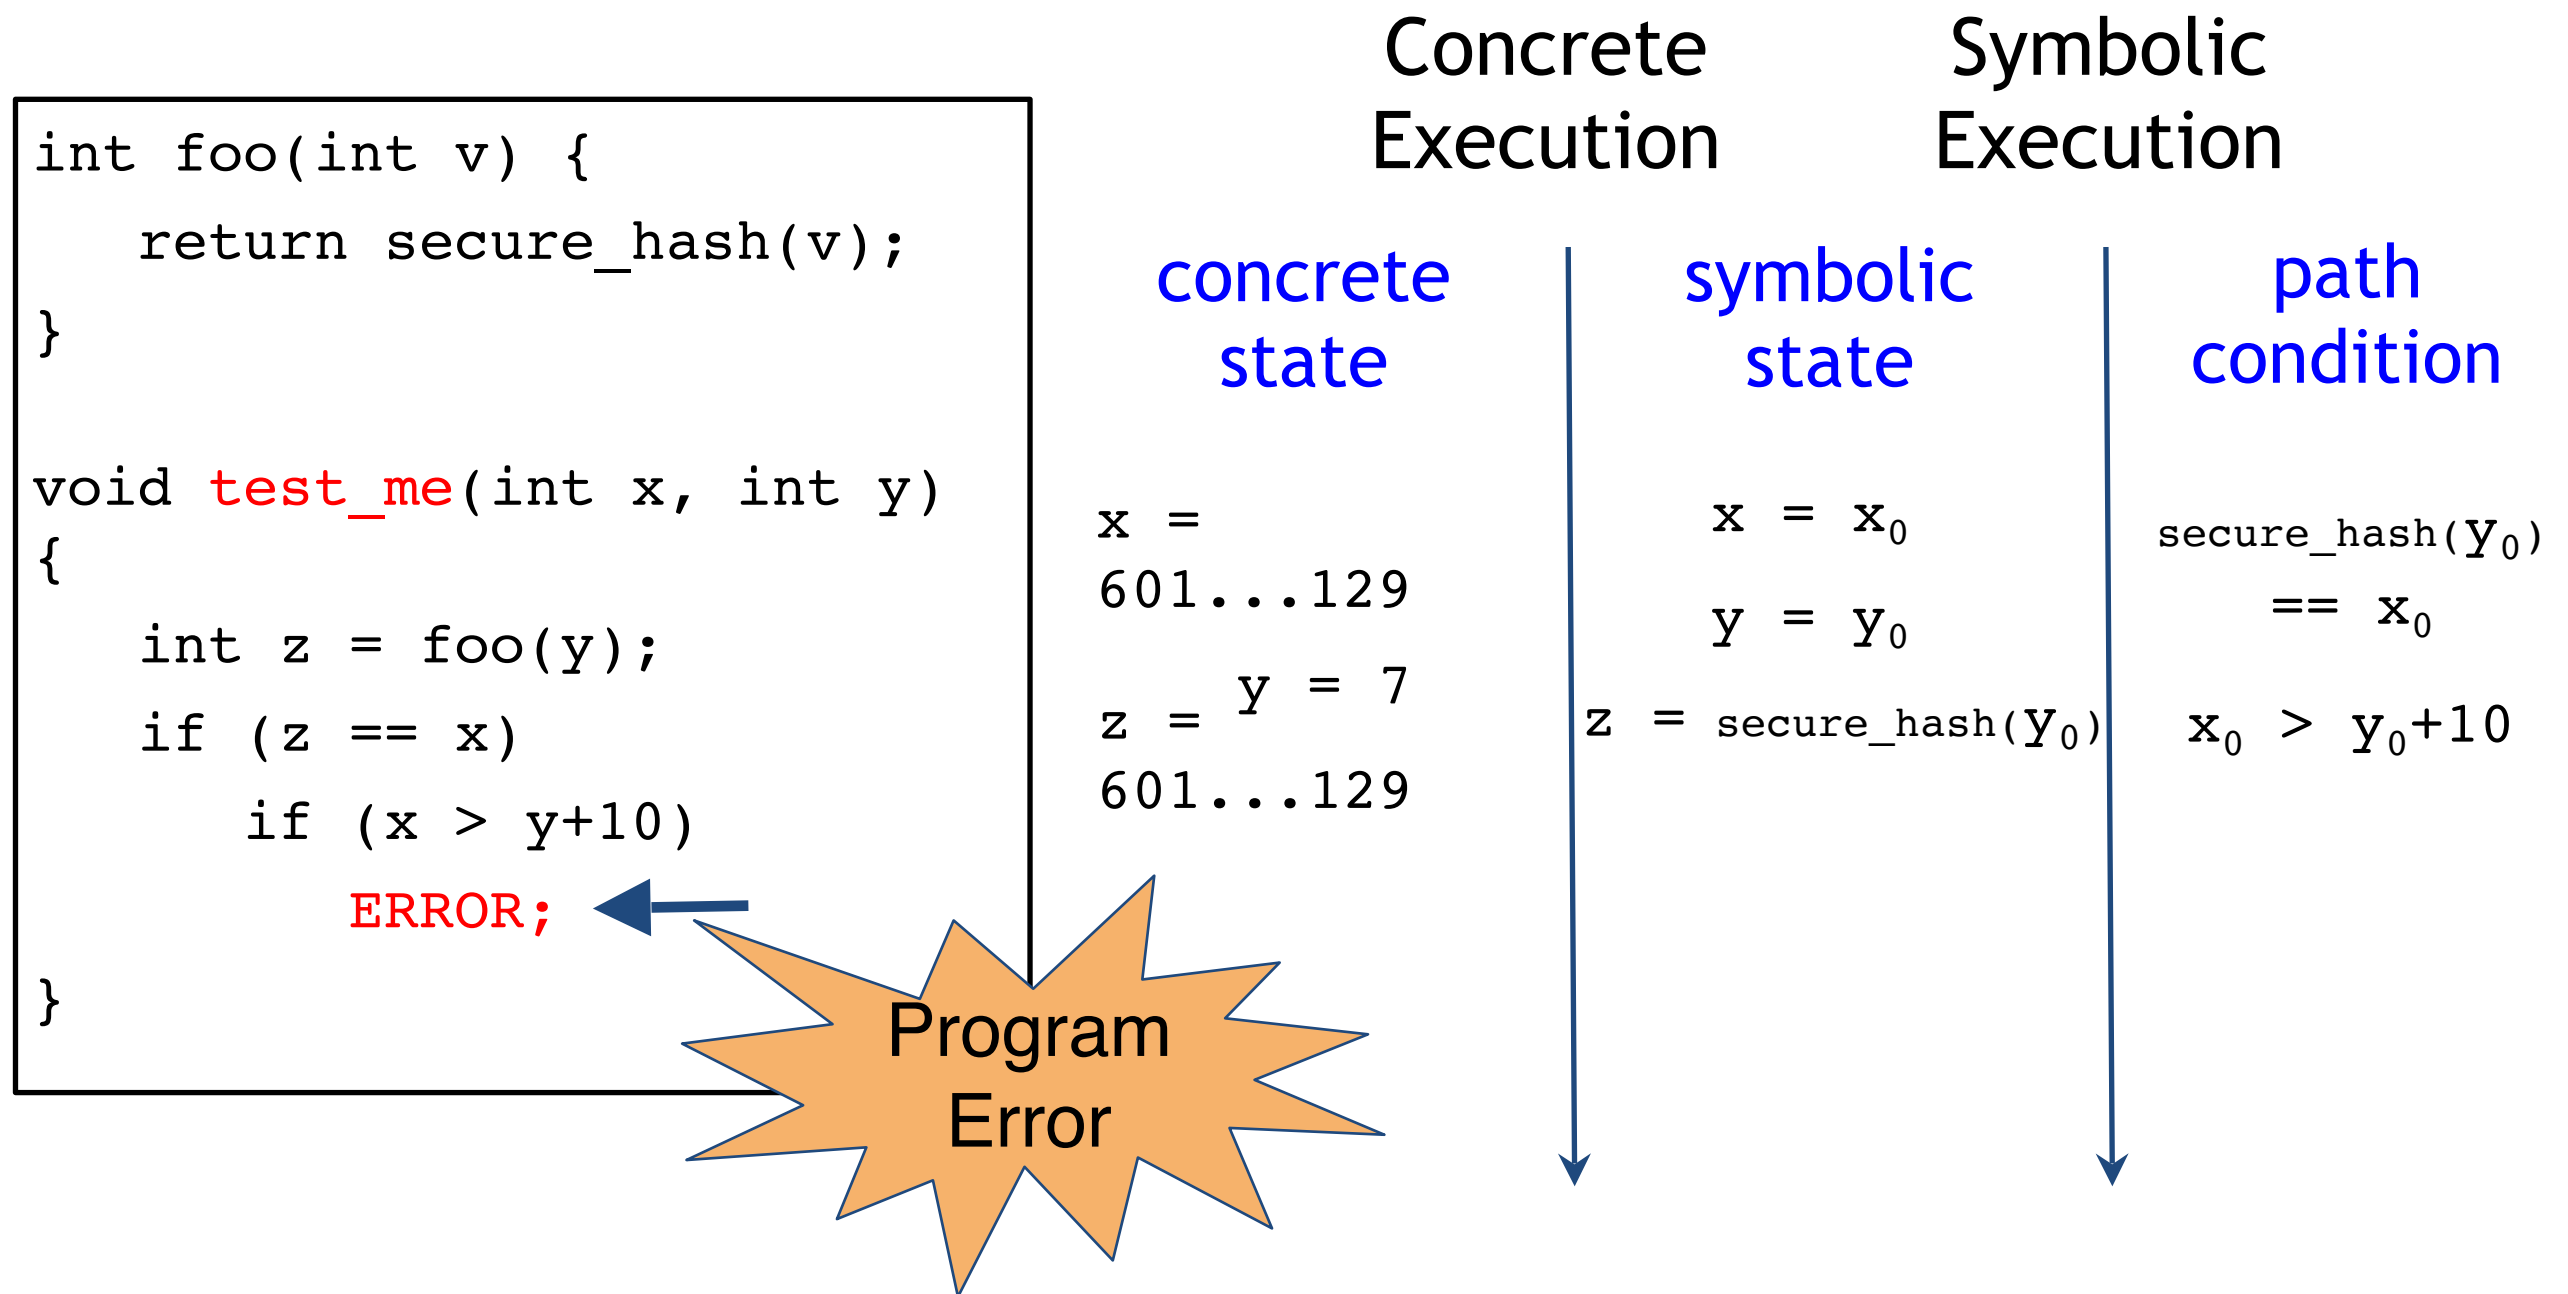 int foo(int v) {
return secure_hash(v);
}
void test_me(int x, int y)
{
int z = foo(y);
if (z == x)
if (x > y+10)
ERROR;
}
Program
Error
Concrete
Execution
Symbolic
Execution
concrete
state
symbolic
state
path
condition
x =
601...129
y = 7
z =
601...129
x = x₀
y = y₀
z = secure_hash(y₀)
secure_hash(y₀)
== x₀
x₀ > y₀+10